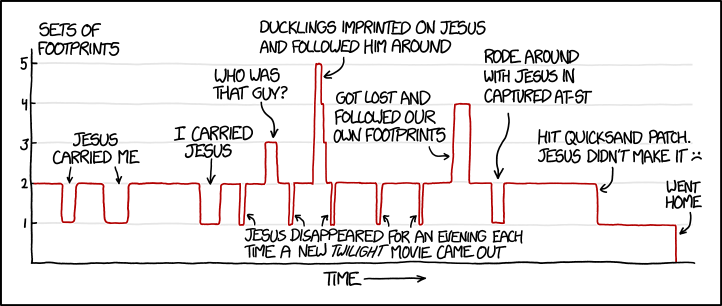 SETS OF
FOOTPRINTS
5
4
3
2
1
JESUS
CARRIED ME
I CARRIED
JESUS
WHO WAS
THAT GUY?
DUCKLINGS IMPRINTED ON JESUS
AND FOLLOWED HIM AROUND
GOT LOST AND
FOLLOWED OUR
OWN FOOTPRINTS
RODE AROUND
WITH JESUS IN
CAPTURED AT-ST
HIT QUICKSAND PATCH.
JESUS DIDN'T MAKE IT :(
WENT
HOME
JESUS DISAPPEARED FOR AN EVENING EACH
TIME A NEW TWILIGHT MOVIE CAME OUT
TIME